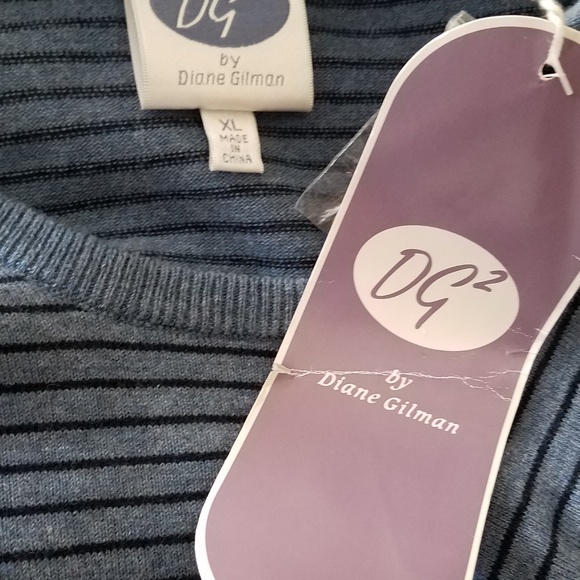 DG
by
Diane Gilman
XL
MADE
IN
CHINA
DG²
by
Diane Gilman